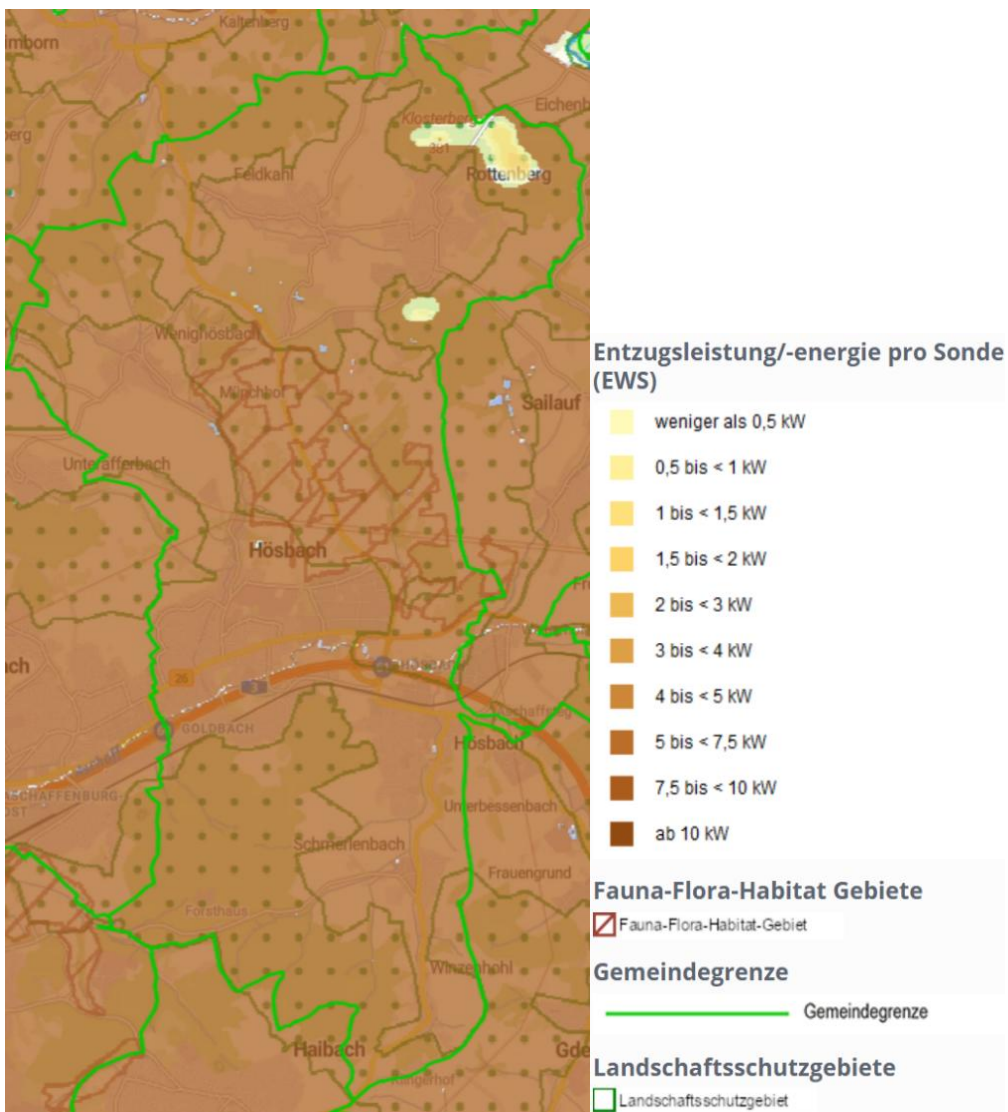 Kaltenberg
Klosterberg
381
Rottenberg
Feldkahl
Wenighösbach
Münchhof
Sailauf
Unterafferbach
Hösbach
26
3
GOLDBACH
Hösbach
Unterbessenbach
Schmerlenbach
Frauengrund
Forsthaus
Winzenhohl
Haibach
Entzugsleistung/-energie pro Sonde
(EWS)
weniger als 0,5 kW
0,5 bis < 1 kW
1 bis < 1,5 kW
1,5 bis < 2 kW
2 bis < 3 kW
3 bis < 4 kW
4 bis < 5 kW
5 bis < 7,5 kW
7,5 bis < 10 kW
ab 10 kW
Fauna-Flora-Habitat Gebiete
Fauna-Flora-Habitat-Gebiet
Gemeindegrenze
Gemeindegrenze
Landschaftsschutzgebiete
Landschaftsschutzgebiet